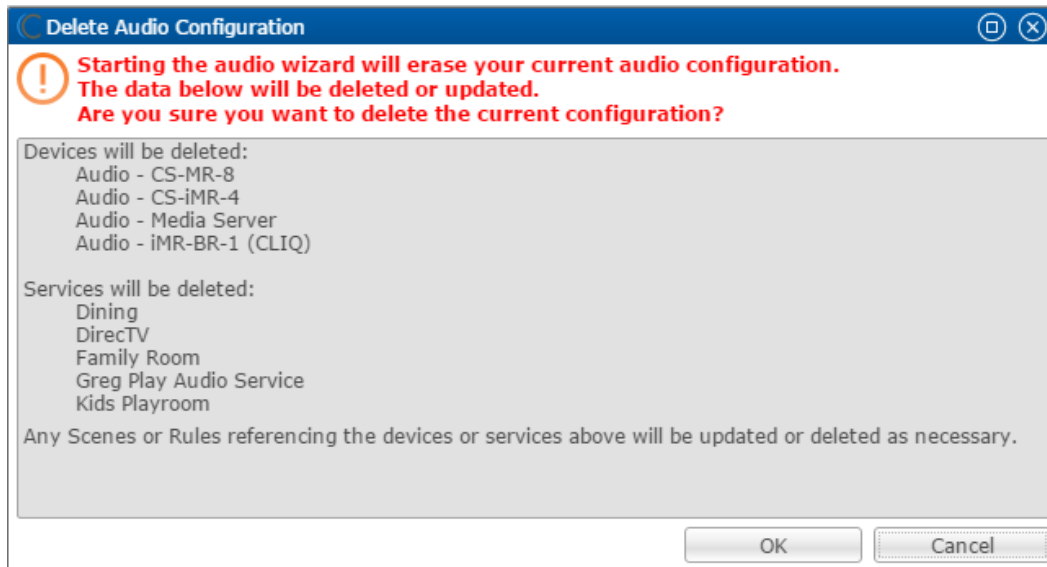 Delete Audio Configuration
Starting the audio wizard will erase your current audio configuration.
The data below will be deleted or updated.
Are you sure you want to delete the current configuration?
Devices will be deleted:
Audio - CS-MR-8
Audio - CS-iMR-4
Audio - Media Server
Audio - iMR-BR-1 (CLIQ)
Services will be deleted:
Dining
DirecTV
Family Room
Greg Play Audio Service
Kids Playroom
Any Scenes or Rules referencing the devices or services above will be updated or deleted as necessary.
OK Cancel